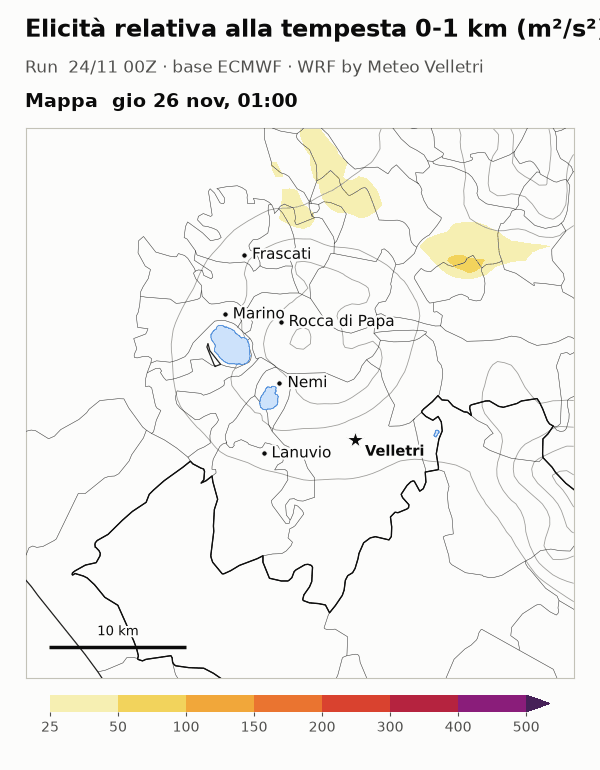 Elicità relativa alla tempesta 0-1 km (m²/s²)
Run 24/11 00Z · base ECMWF · WRF by Meteo Velletri
Mappa gio 26 nov, 01:00
Frascati
Marino
Rocca di Papa
Nemi
Velletri
Lanuvio
10 km
25 50 100 150 200 300 400 500